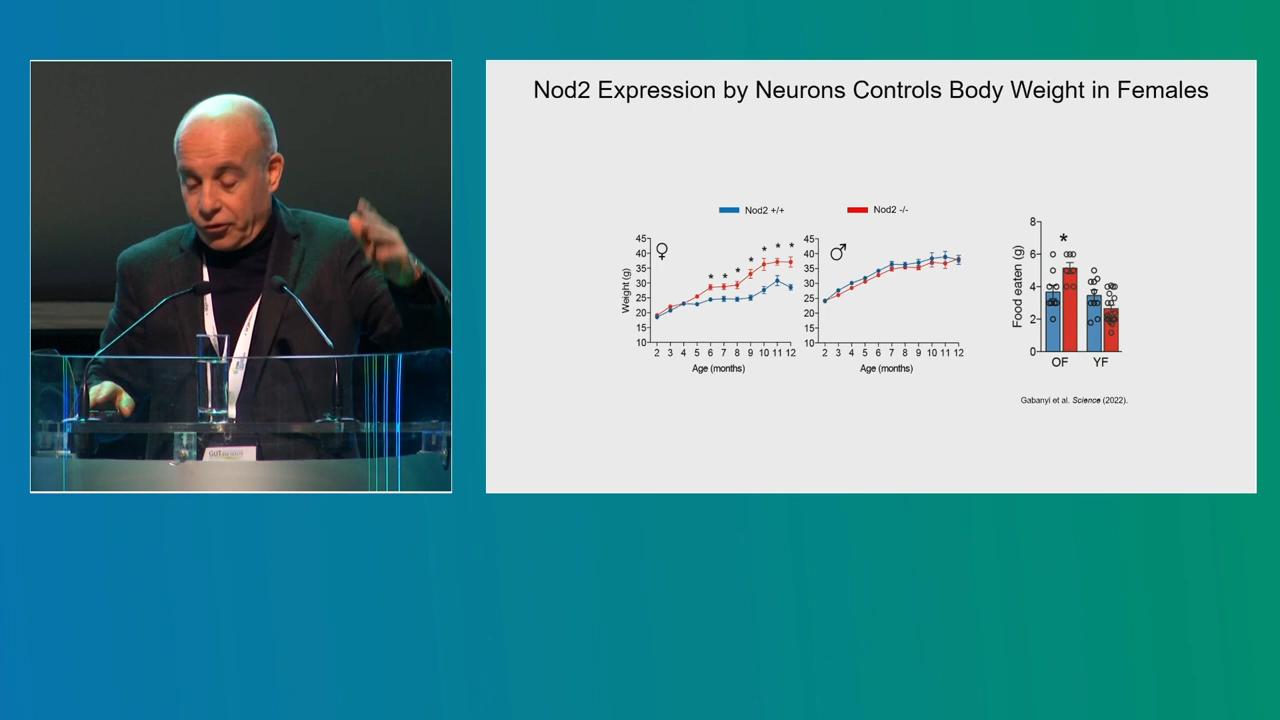 Nod2 Expression by Neurons Controls Body Weight in Females
Nod2 +/+
Nod2 -/-
♀
* * * * * * *
Weight (g)
45
40
35
30
25
20
15
10
2 3 4 5 6 7 8 9 10 11 12
Age (months)
♂
45
40
35
30
25
20
15
10
2 3 4 5 6 7 8 9 10 11 12
Age (months)
*
Food eaten (g)
8
6
4
2
0
OF YF
Gabanyi et al. Science (2022).
GUT